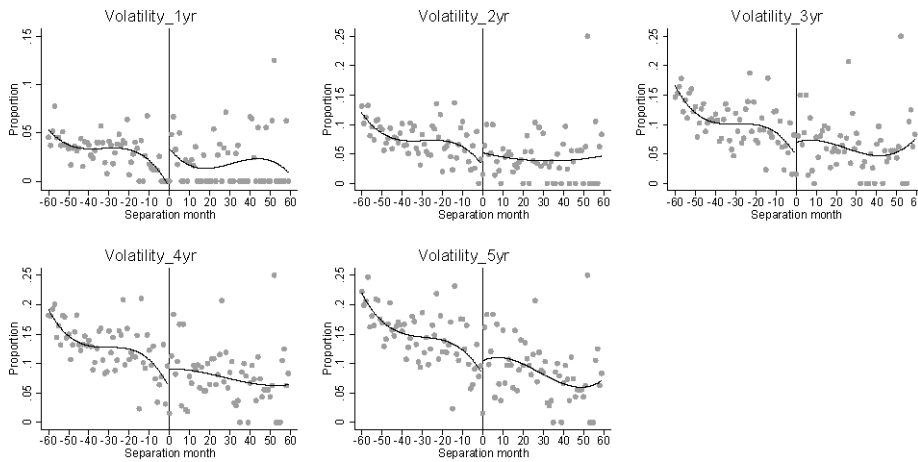 Volatility_1yr
Volatility_2yr
Volatility_3yr
Proportion
0 .05 .1 .15
Proportion
0 .05 .1 .15 .2 .25
Proportion
0 .05 .1 .15 .2 .25
-60 -50 -40 -30 -20 -10 0 10 20 30 40 50 60
-60 -50 -40 -30 -20 -10 0 10 20 30 40 50 60
-60 -50 -40 -30 -20 -10 0 10 20 30 40 50 60
Separation month
Separation month
Separation month
Volatility_4yr
Volatility_5yr
Proportion
0 .05 .1 .15 .2 .25
Proportion
0 .05 .1 .15 .2 .25
-60 -50 -40 -30 -20 -10 0 10 20 30 40 50 60
-60 -50 -40 -30 -20 -10 0 10 20 30 40 50 60
Separation month
Separation month